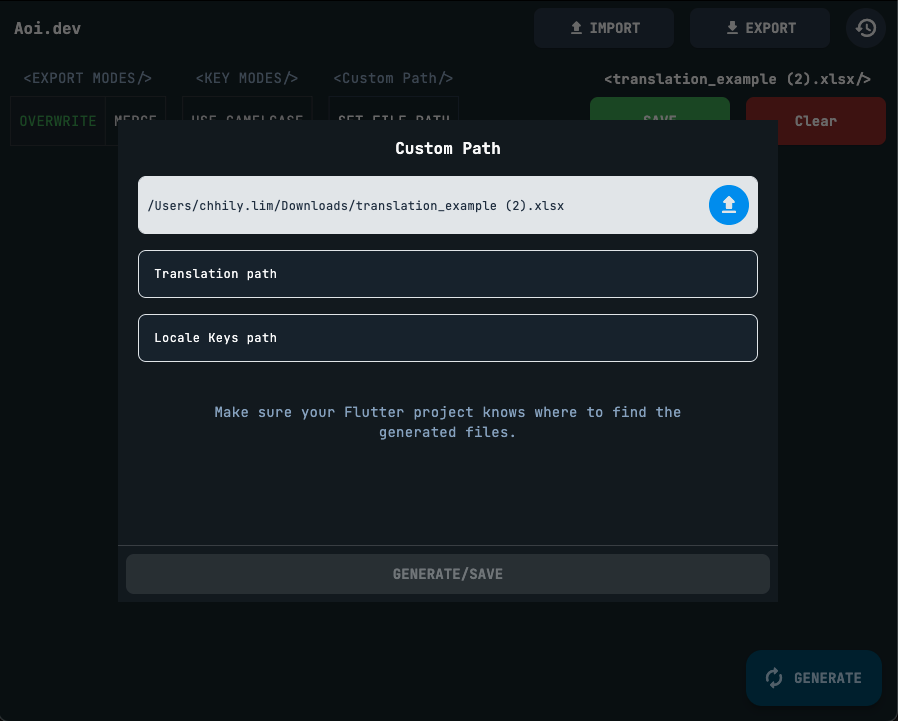 Aoi.dev
IMPORT
EXPORT
<EXPORT MODES/>
<KEY MODES/>
<Custom Path/>
<translation_example (2).xlsx/>
OVERWRITE
MERGE
USE CAMELCASE
SET FILE PATH
SAVE
Clear
Custom Path
/Users/chhily.lim/Downloads/translation_example (2).xlsx
Translation path
Locale Keys path
Make sure your Flutter project knows where to find the
generated files.
GENERATE/SAVE
GENERATE